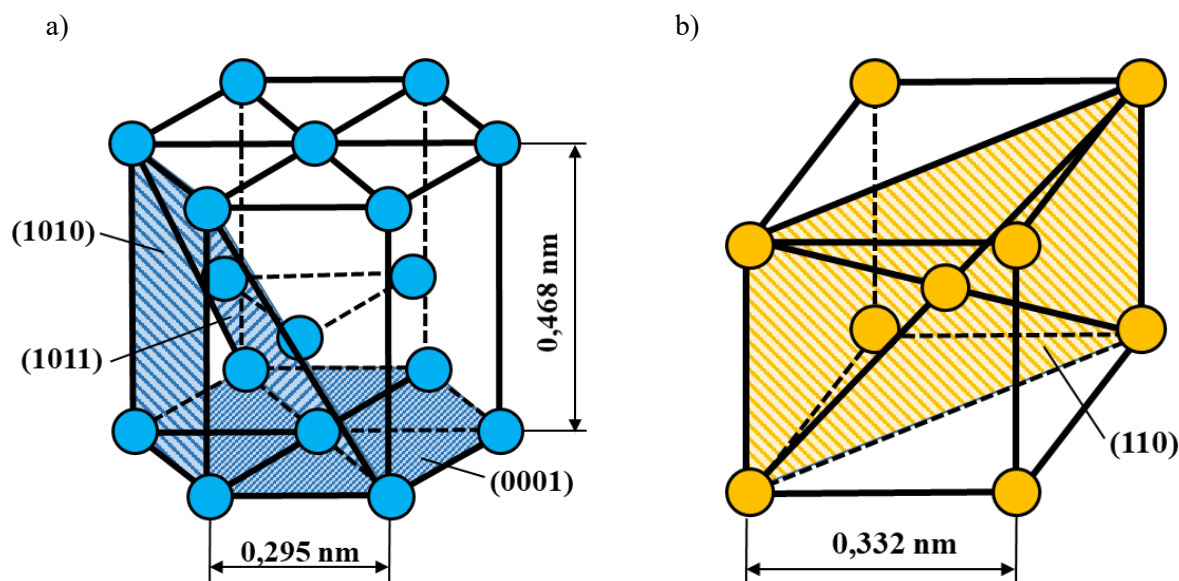 a)
b)
(1010)
(1011)
0,468 nm
(0001)
0,295 nm
(110)
0,332 nm